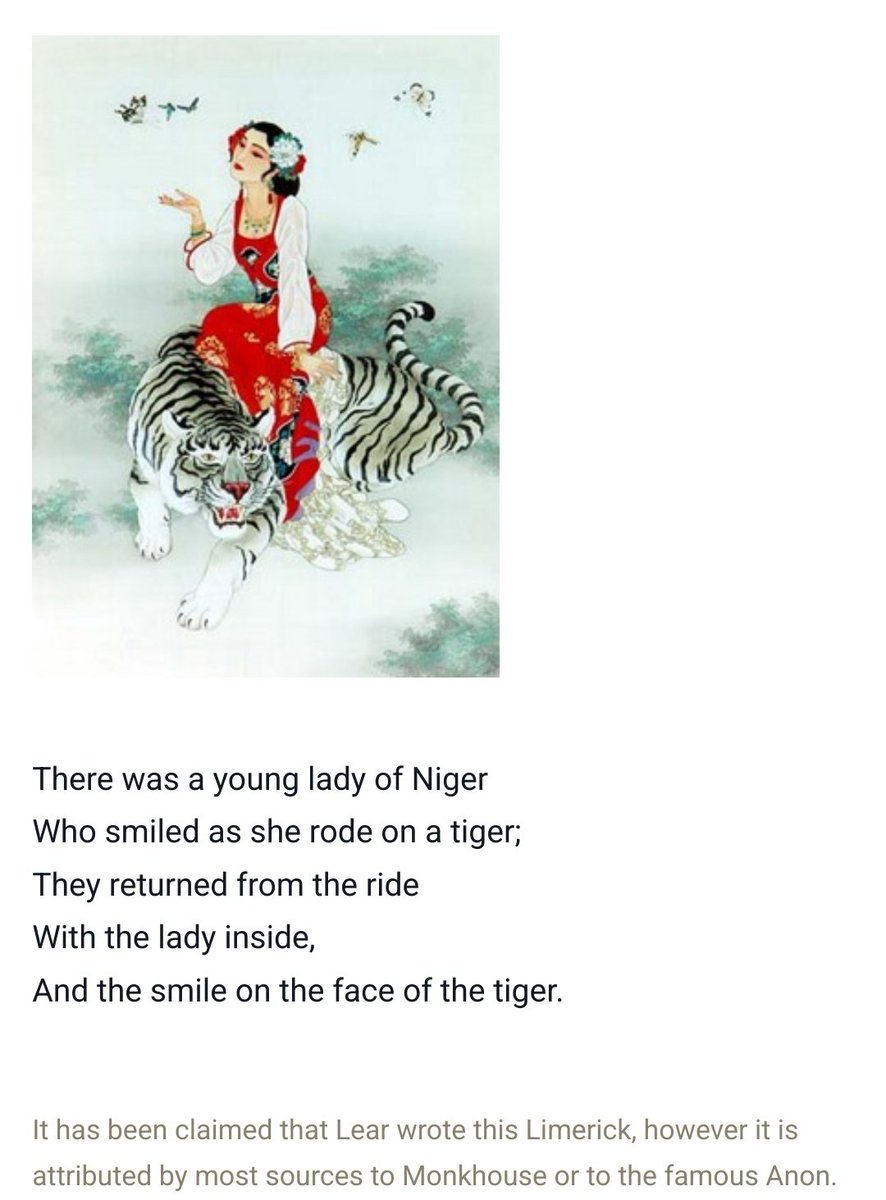 There was a young lady of Niger
Who smiled as she rode on a tiger;
They returned from the ride
With the lady inside,
And the smile on the face of the tiger.
It has been claimed that Lear wrote this Limerick, however it is
attributed by most sources to Monkhouse or to the famous Anon.